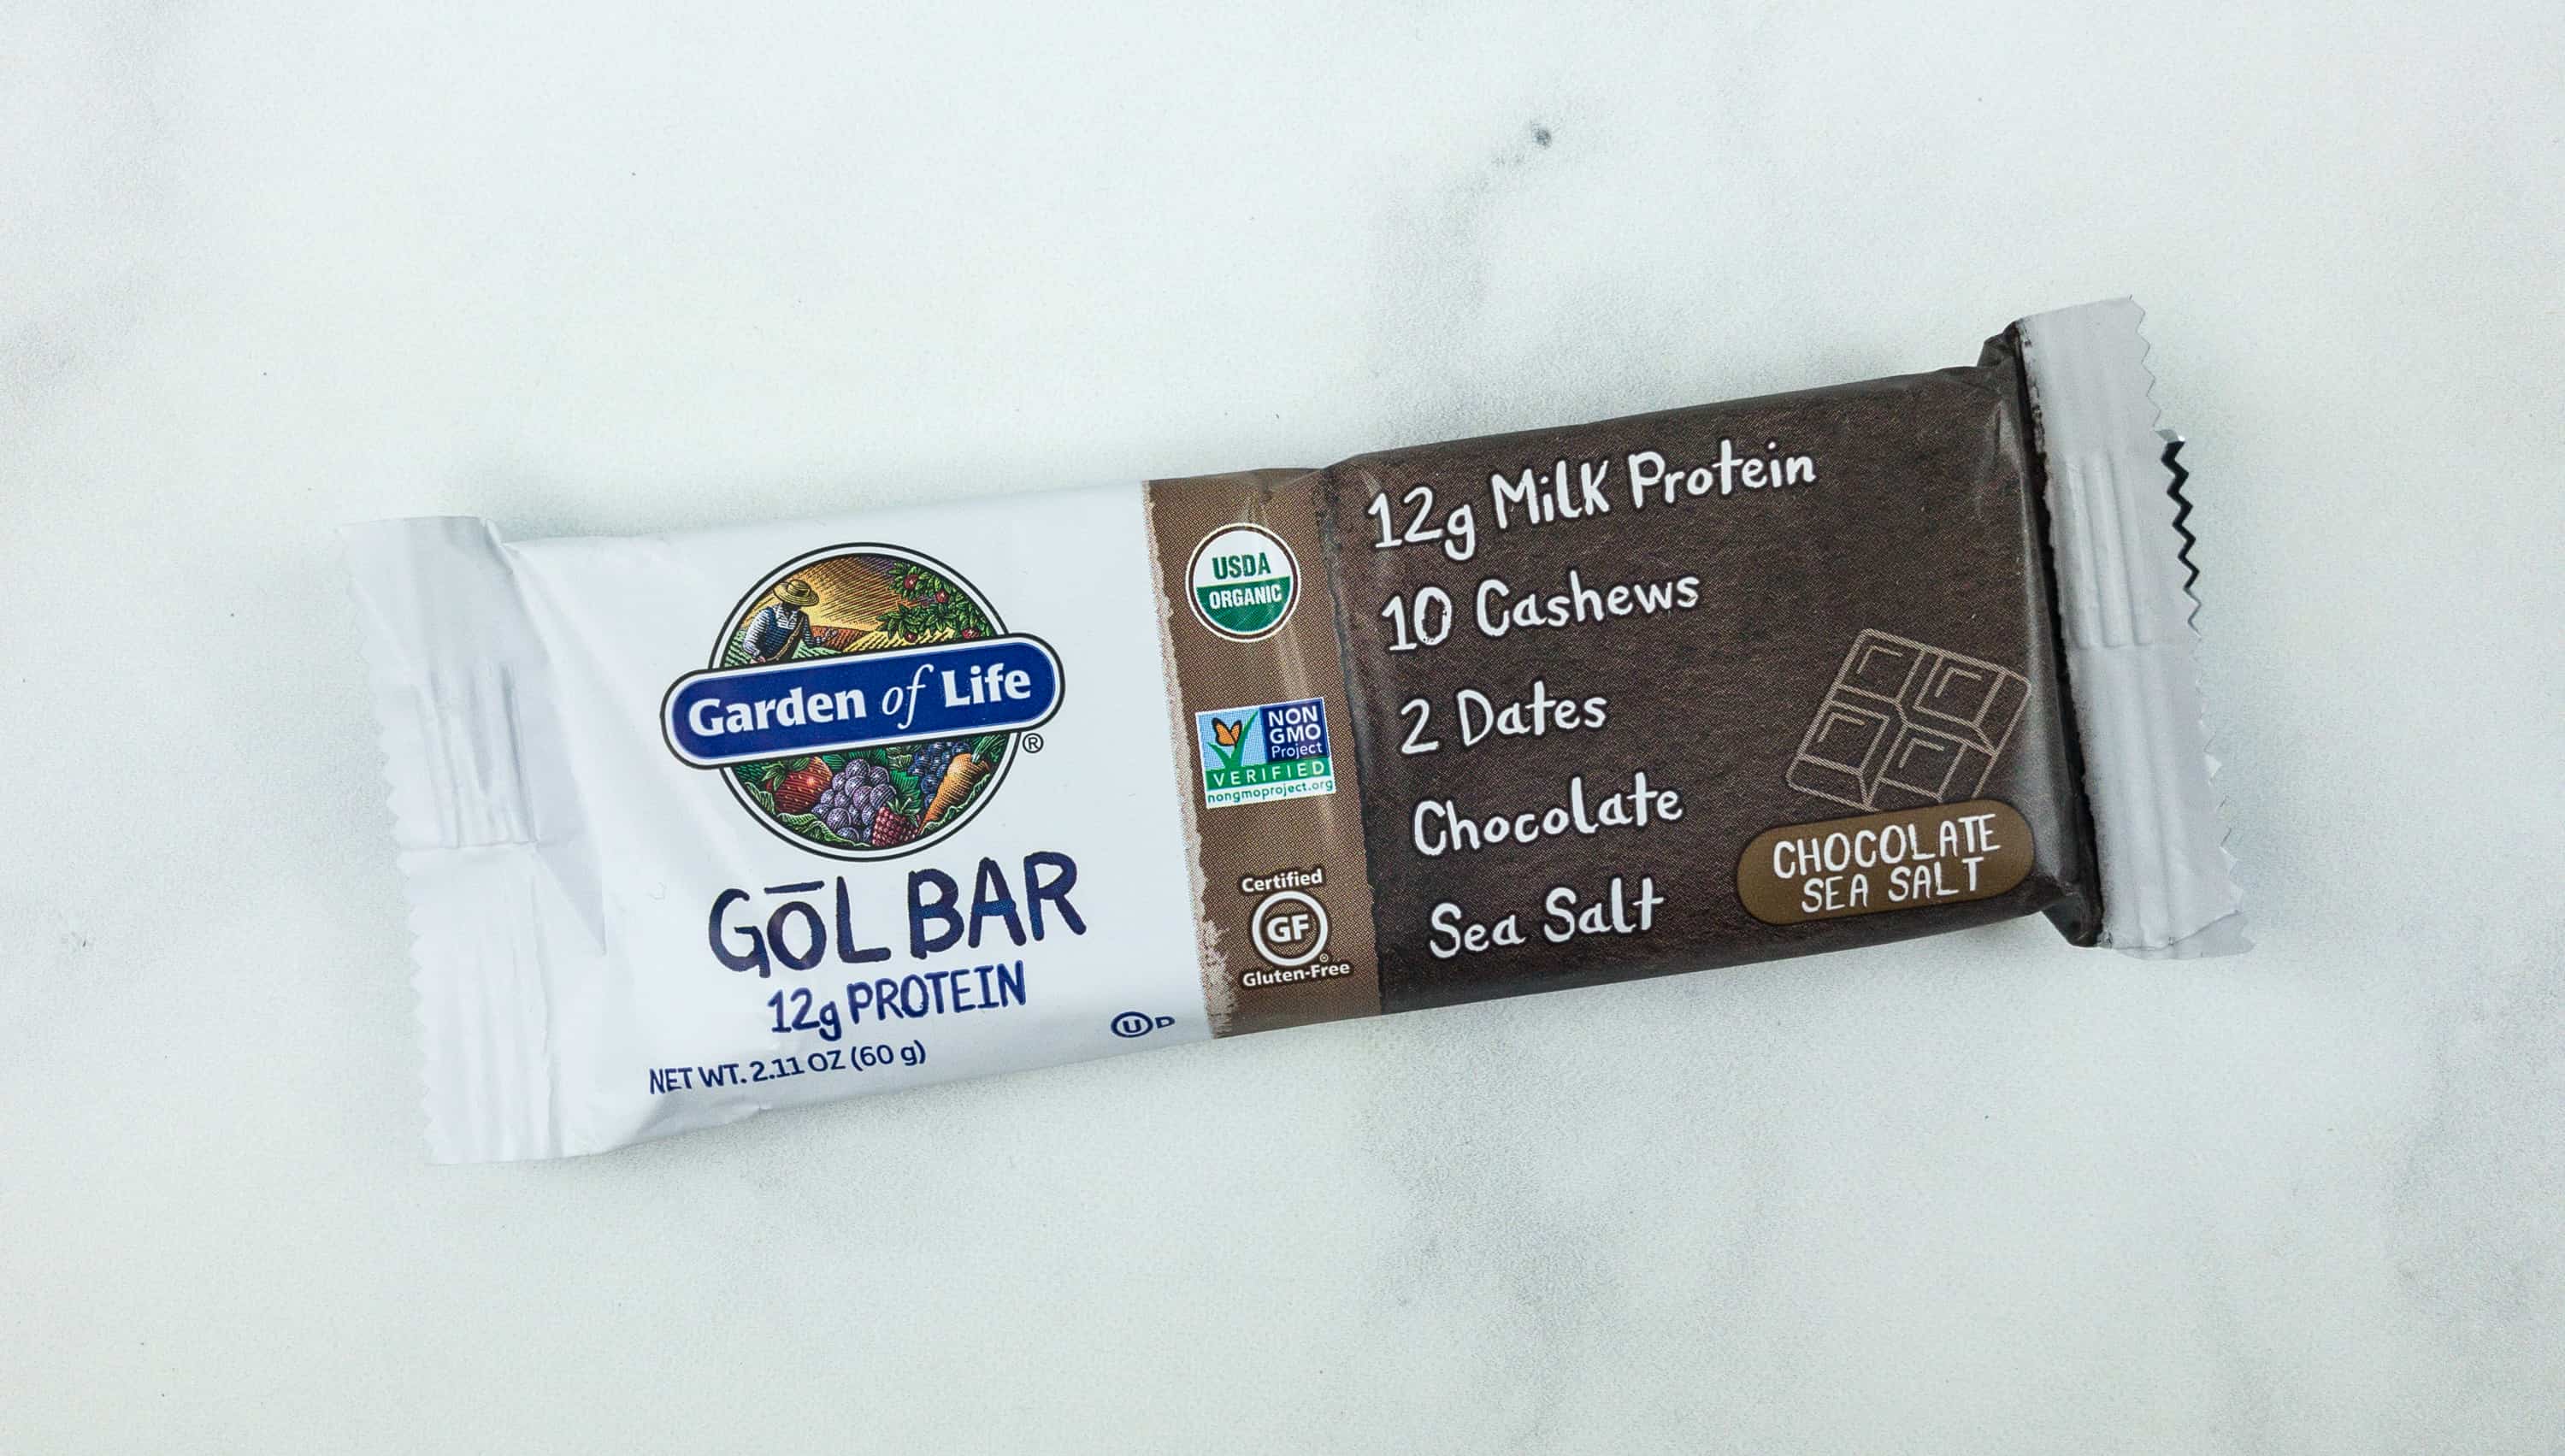 Garden of Life
®
GŌL BAR
12g PROTEIN
NET WT. 2.11 OZ (60 g)
U D
USDA
ORGANIC
NON
GMO
Project
VERIFIED
nongmoproject.org
Certified
GF
®
Gluten-Free
12g Milk Protein
10 Cashews
2 Dates
Chocolate
Sea Salt
CHOCOLATE
SEA SALT